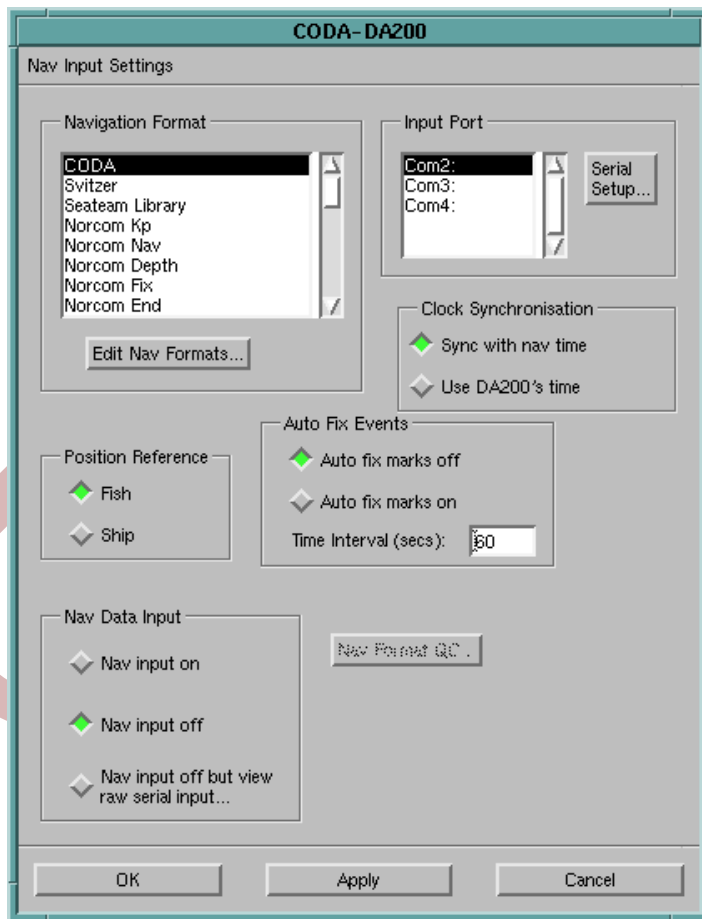 CODA-DA200
Nav Input Settings
Navigation Format
CODA
Svitzer
Seateam Library
Norcom Kp
Norcom Nav
Norcom Depth
Norcom Fix
Norcom End
Edit Nav Formats...
Input Port
Com2:
Com3:
Com4:
Serial
Setup...
Clock Synchronisation
Sync with nav time
Use DA200's time
Position Reference
Fish
Ship
Auto Fix Events
Auto fix marks off
Auto fix marks on
Time Interval (secs): 60
Nav Data Input
Nav input on
Nav input off
Nav input off but view
raw serial input...
Nav Format QC .
OK
Apply
Cancel